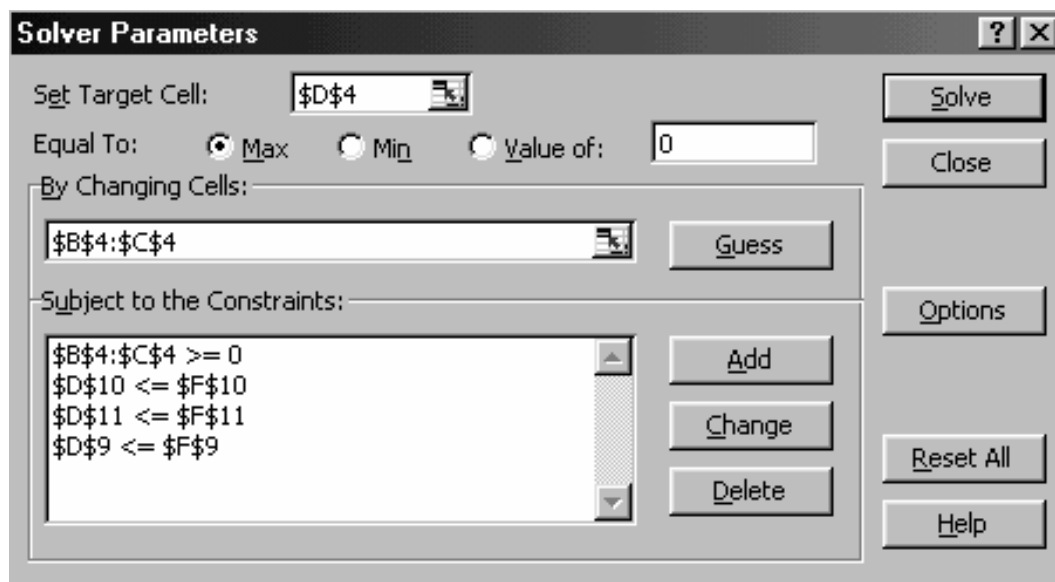 Solver Parameters
? X
Set Target Cell: $D$4
Solve
Equal To: Max Min Value of: 0
Close
By Changing Cells:
$B$4:$C$4
Guess
Subject to the Constraints:
Options
$B$4:$C$4 >= 0
$D$10 <= $F$10
$D$11 <= $F$11
$D$9 <= $F$9
Add
Change
Delete
Reset All
Help